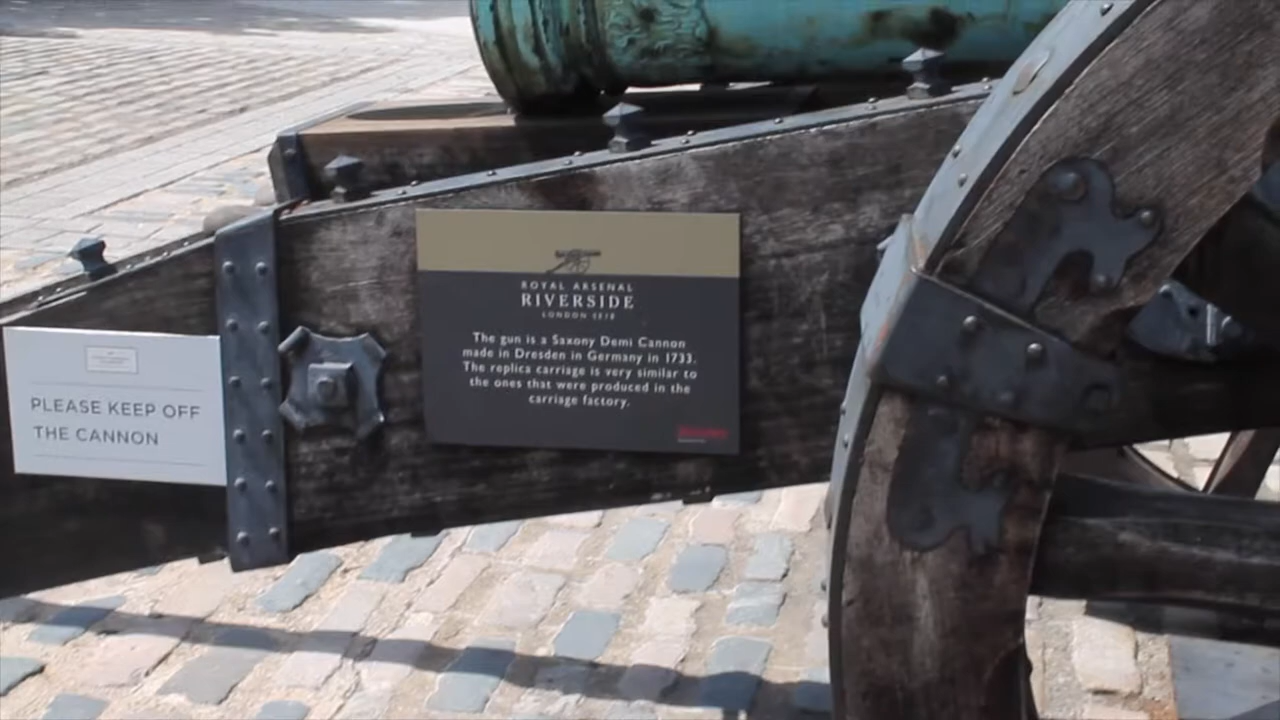 PLEASE KEEP OFF
THE CANNON
ROYAL ARSENAL
RIVERSIDE
LONDON SE18
The gun is a Saxony Demi Cannon
made in Dresden in Germany in 1733.
The replica carriage is very similar to
the ones that were produced in the
carriage factory.